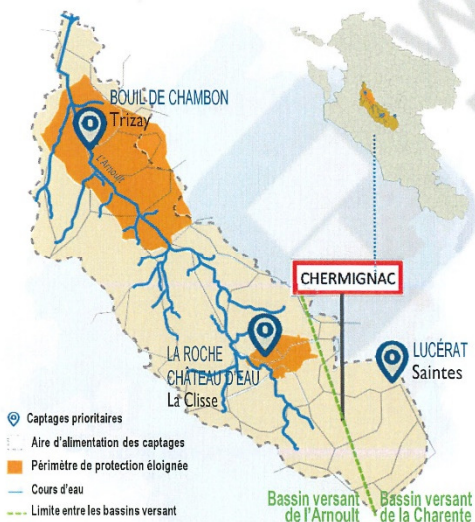 BOUIL DE CHAMBON
Trizay
L'Arnoult
CHERMIGNAC
LUCÉRAT
Saintes
LA ROCHE
CHÂTEAU D'EAU
La Clisse
Captages prioritaires
Aire d'alimentation des captages
Périmètre de protection éloignée
Cours d'eau
Limite entre les bassins versant
Bassin versant
de l'Arnoult
Bassin versant
de la Charente